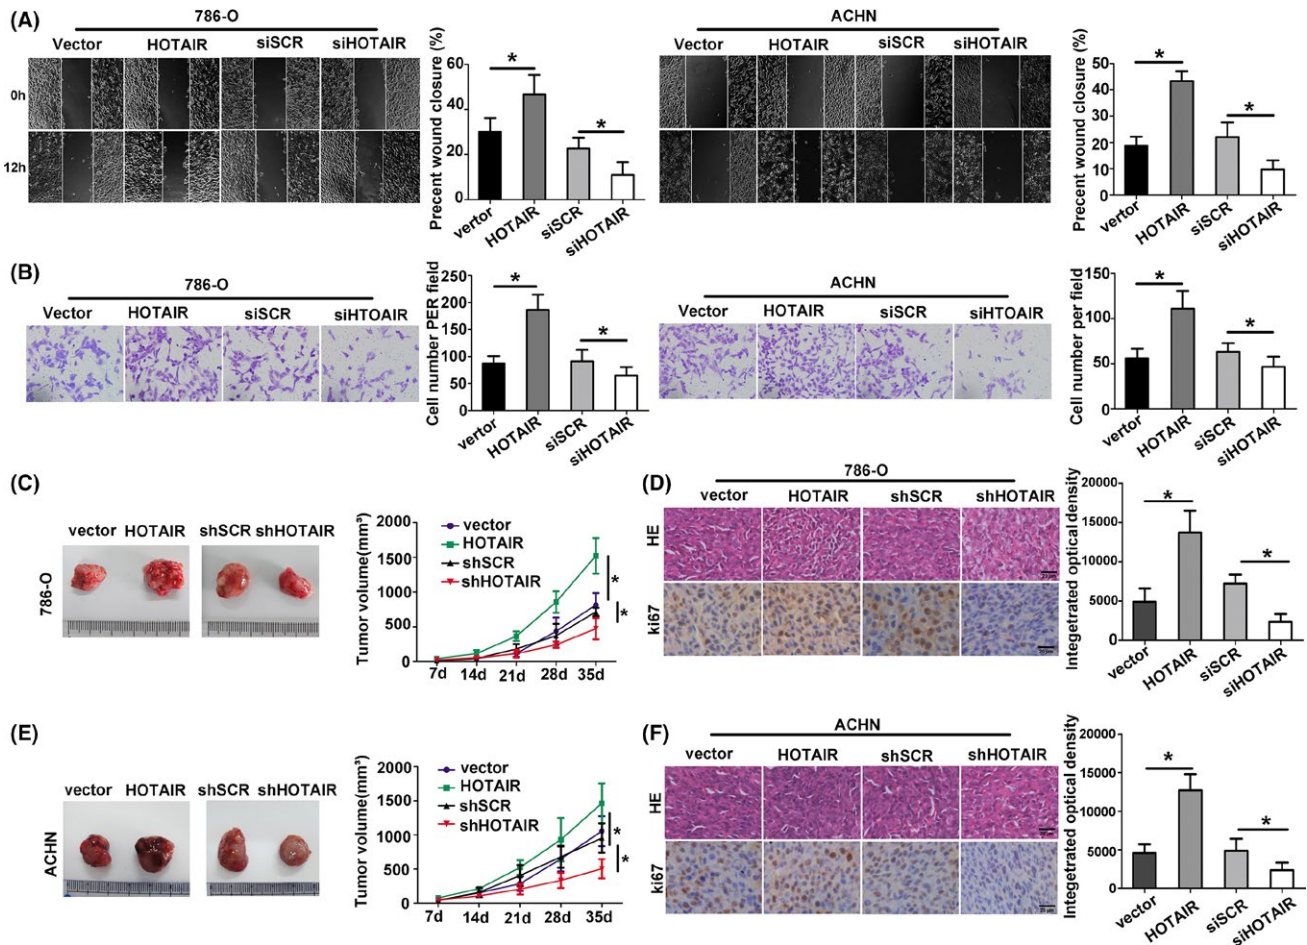 (A)
786-O
Vector HOTAIR siSCR siHOTAIR
0h
12h
Precent wound closure (%)
60
40
20
0
*
*
vertor
HOTAIR
siSCR
siHOTAIR
ACHN
Vector HOTAIR siSCR siHOTAIR
Precent wound closure (%)
60
40
20
0
*
*
vertor
HOTAIR
siSCR
siHOTAIR
(B)
786-O
Vector HOTAIR siSCR siHTOAIR
Cell number PER field
250
200
150
100
50
0
*
*
vertor
HOTAIR
siSCR
siHOTAIR
ACHN
Vector HOTAIR siSCR siHTOAIR
Cell number per field
150
100
50
0
*
*
vertor
HOTAIR
siSCR
siHOTAIR
(C)
786-O
vector HOTAIR shSCR shHOTAIR
Tumor volume(mm³)
2000
1500
1000
500
0
vector
HOTAIR
shSCR
shHOTAIR
*
*
7d 14d 21d 28d 35d
(D)
786-O
vector HOTAIR shSCR shHOTAIR
HE
ki67
Integetrated optical density
20000
15000
10000
5000
0
*
*
vector
HOTAIR
siSCR
siHOTAIR
(E)
ACHN
vector HOTAIR shSCR shHOTAIR
Tumor volume(mm³)
2000
1500
1000
500
0
vector
HOTAIR
shSCR
shHOTAIR
*
*
7d 14d 21d 28d 35d
(F)
ACHN
vector HOTAIR shSCR shHOTAIR
HE
ki67
Integetrated optical density
20000
15000
10000
5000
0
*
*
vector
HOTAIR
siSCR
siHOTAIR